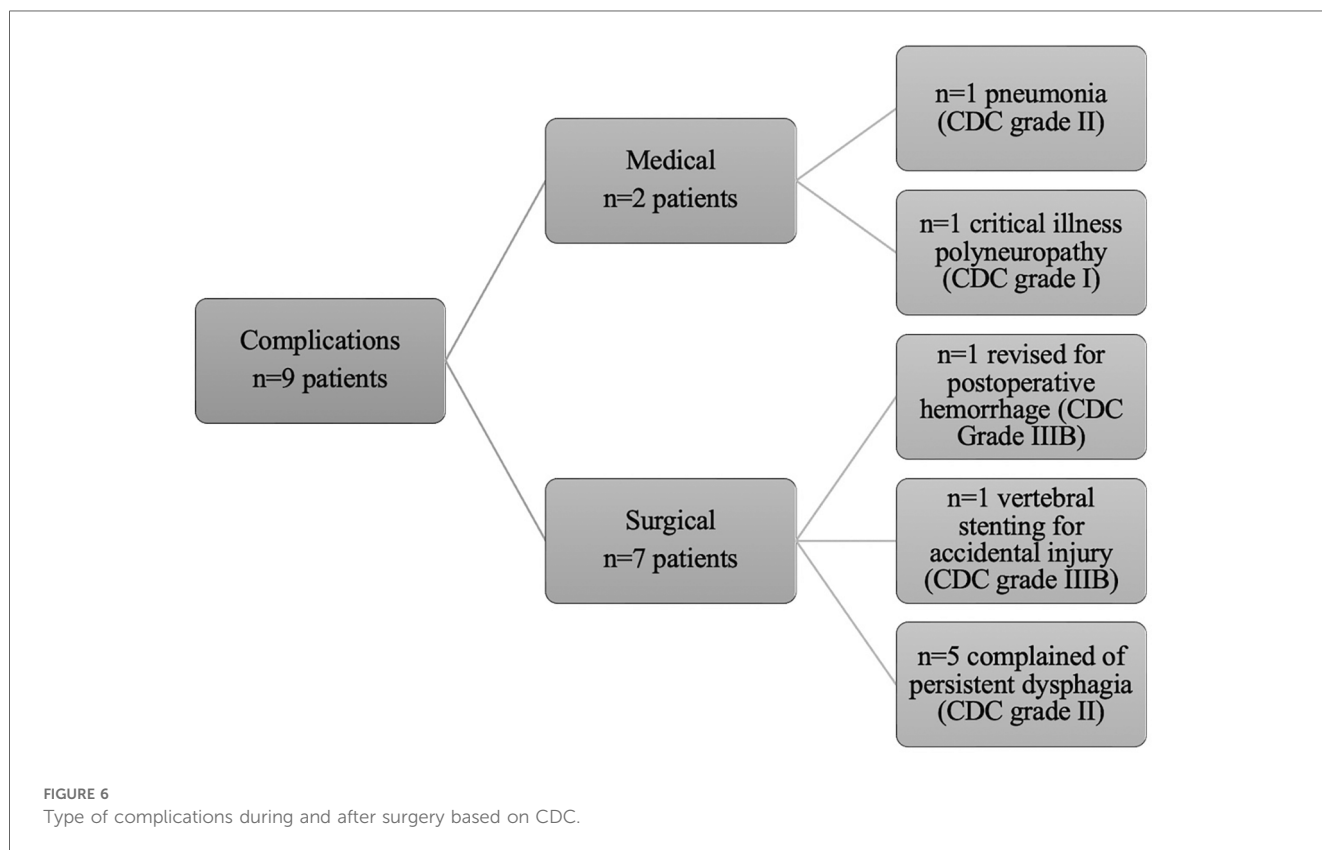 Complications
n=9 patients
Medical
n=2 patients
Surgical
n=7 patients
n=1 pneumonia
(CDC grade II)
n=1 critical illness
polyneuropathy
(CDC grade I)
n=1 revised for
postoperative
hemorrhage (CDC
Grade IIIB)
n=1 vertebral
stenting for
accidental injury
(CDC grade IIIB)
n=5 complained of
persistent dysphagia
(CDC grade II)
FIGURE 6
Type of complications during and after surgery based on CDC.